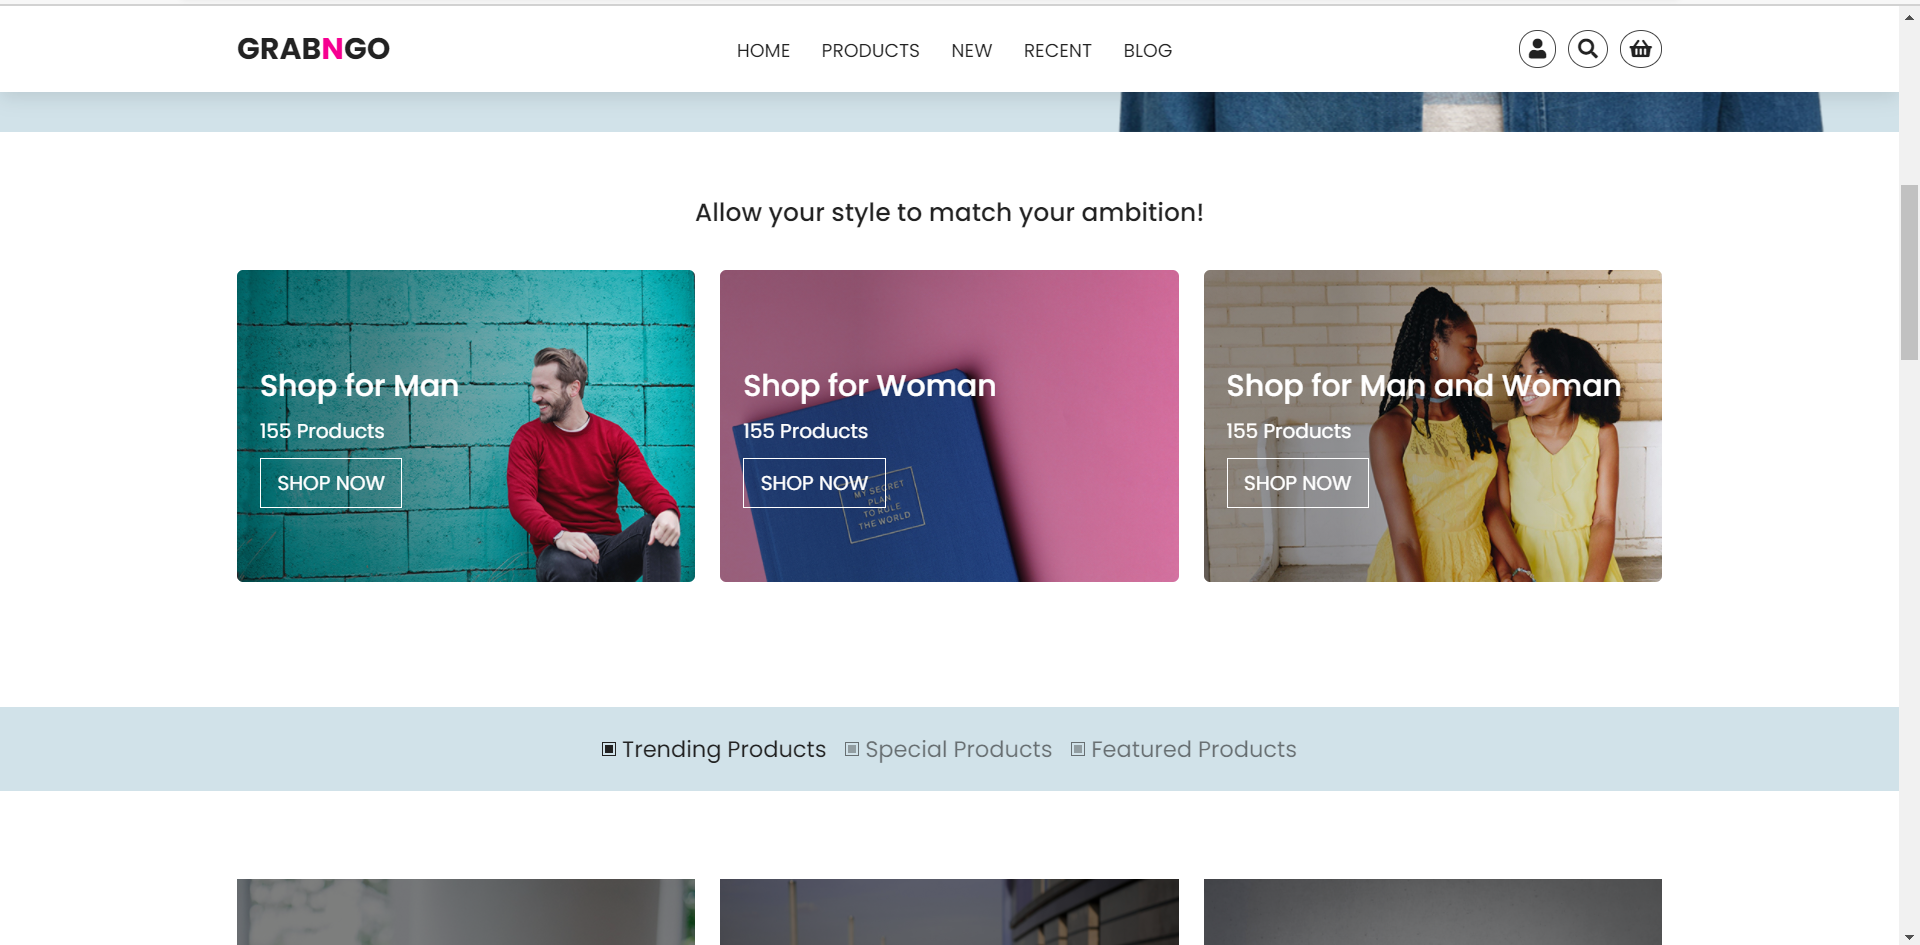 GRABNGO
HOME PRODUCTS NEW RECENT BLOG
Allow your style to match your ambition!
Shop for Man
155 Products
SHOP NOW
Shop for Woman
155 Products
SHOP NOW
MY SECRET
PLAN
TO RULE
THE WORLD
Shop for Man and Woman
155 Products
SHOP NOW
Trending Products Special Products Featured Products